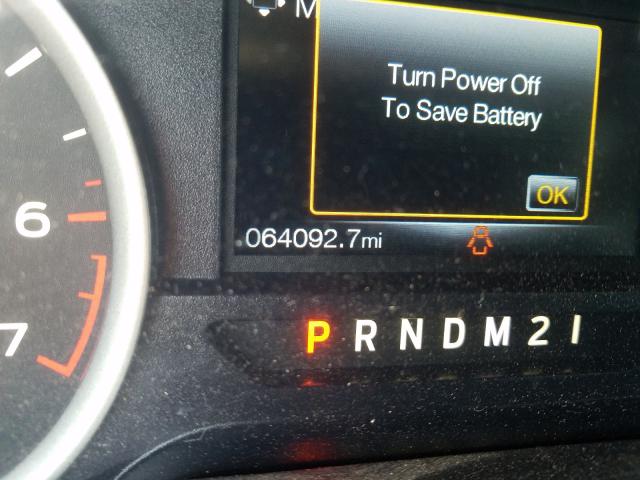 M
Turn Power Off
To Save Battery
OK
064092.7mi
6
7
P R N D M 2 1